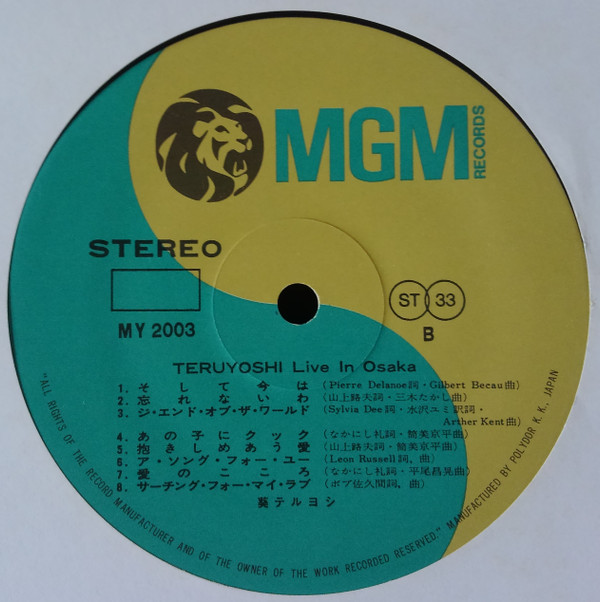 MGM
RECORDS
STEREO
ST 33
MY 2003
B
TERUYOSHI Live In Osaka
1. そして今は (Pierre Delanoe詞・Gilbert Becau曲)
2. 忘れないわ (山上路夫詞・三木たかし曲)
3. ジ・エンド・オブ・ザ・ワールド (Sylvia Dee詞・水沢ユミ訳詞・
Arther Kent曲)
4. あの子にクック (なかにし礼詞・筒美京平曲)
5. 抱きしめあう愛 (山上路夫詞・筒美京平曲)
6. ア・ソング・フォー・ユー (Leon Russell詞, 曲)
7. 愛のこころ (なかにし礼詞・平尾昌晃曲)
8. サーチング・フォー・マイ・ラブ (ボブ佐久間詞, 曲)
葵テルヨシ
"ALL RIGHTS OF THE RECORD MANUFACTURER AND OF THE OWNER OF THE WORK RECORDED RESERVED." MANUFACTURED BY POLYDOR K. K., JAPAN